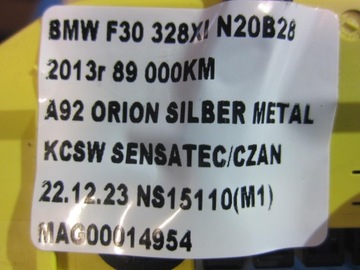 BMW F30 328XI N20B28
2013r 89 000KM
A92 ORION SILBER METAL
KCSW SENSATEC/CZAN
22.12.23 NS15110(M1)
MAG00014954